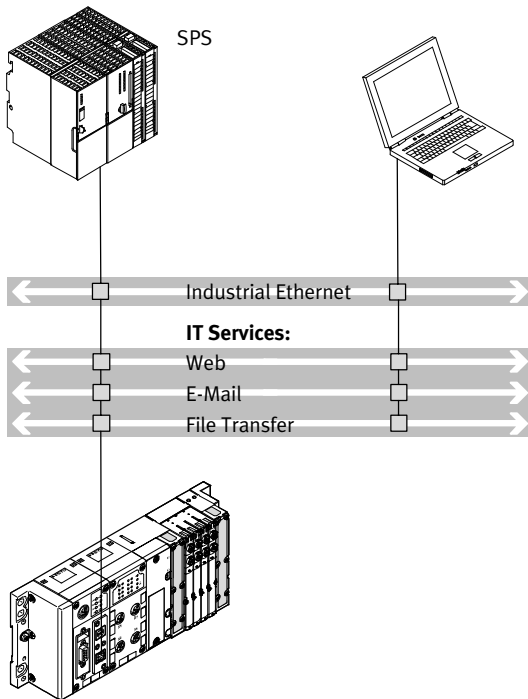 SPS
Industrial Ethernet
IT Services:
Web
E-Mail
File Transfer